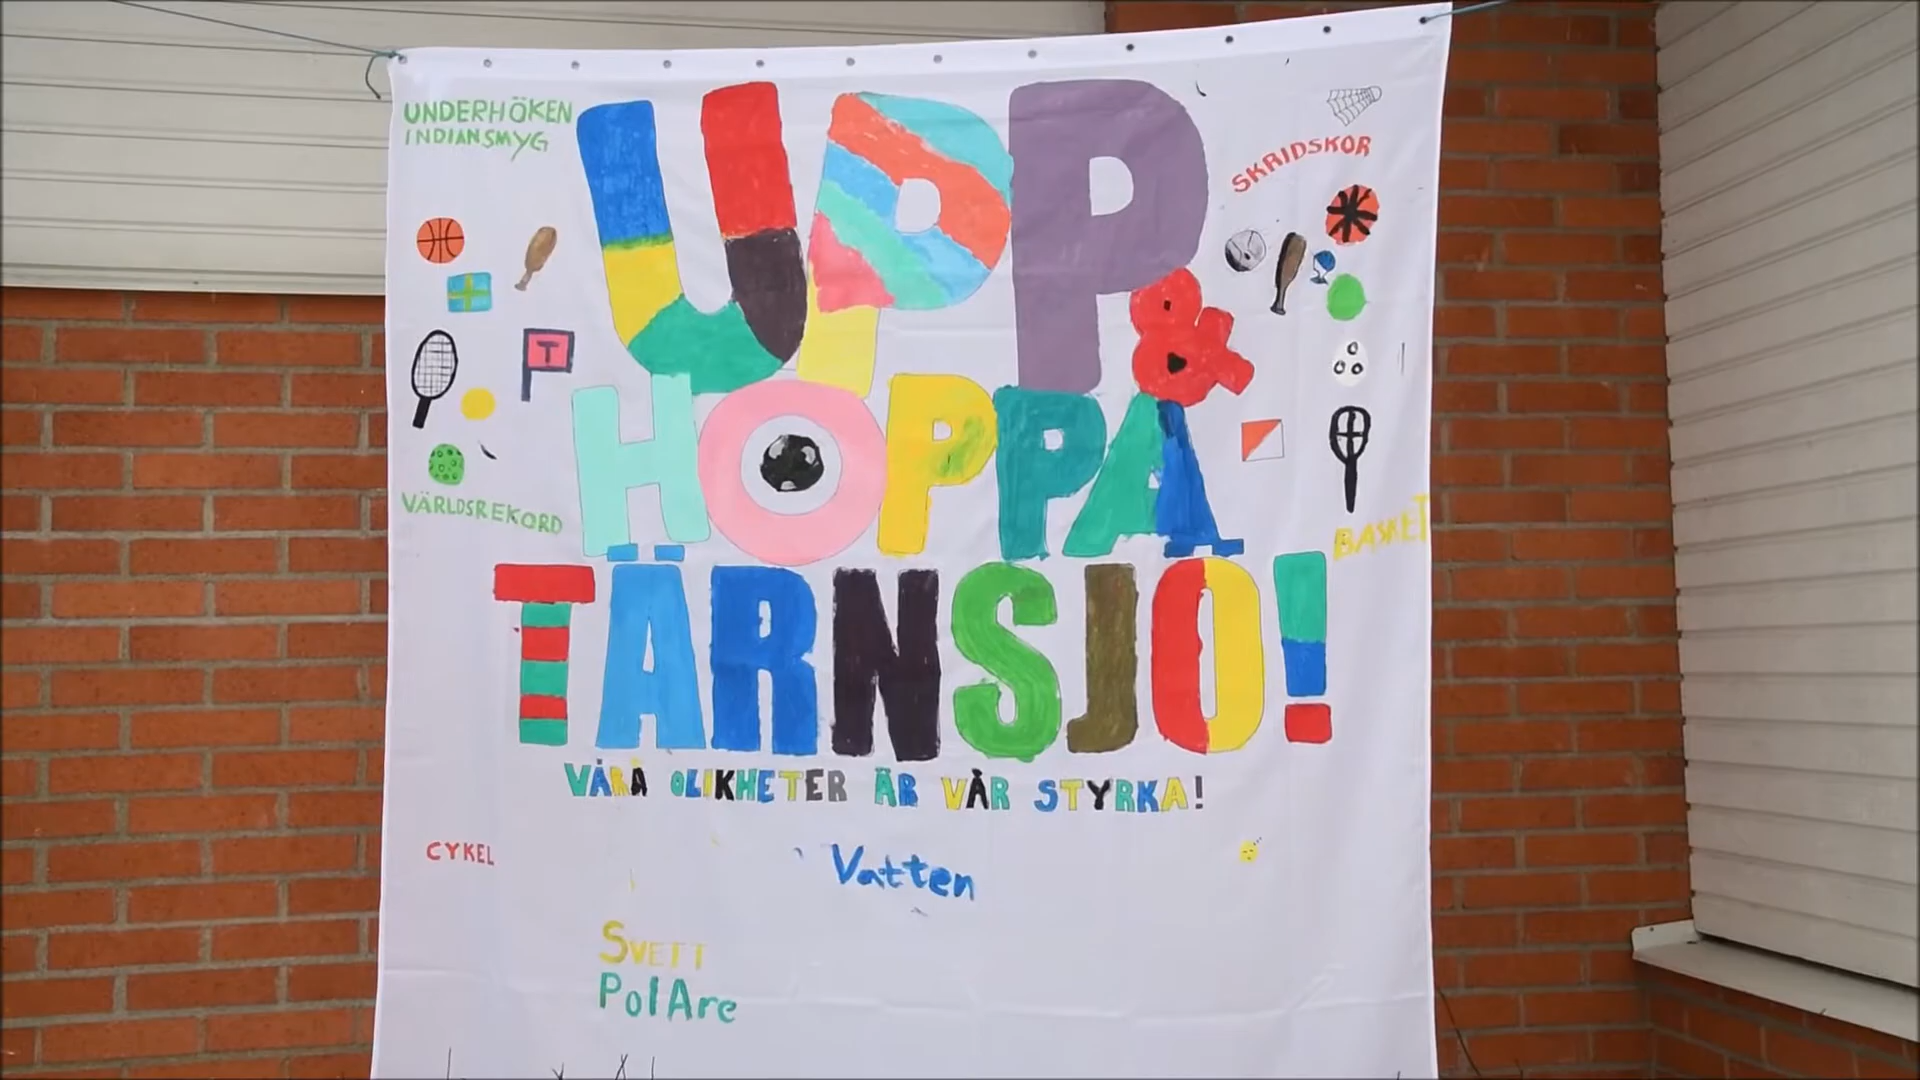 UNDERHÖKEN
INDIANSMYG
UPP
&
SKRIDSKOR
T
HOPPA
VÄRLDSREKORD
BASKET
TÄRNSJÖ!
VÅRA OLIKHETER ÄR VÅR STYRKA!
CYKEL
Vatten
SVETT
PolAre